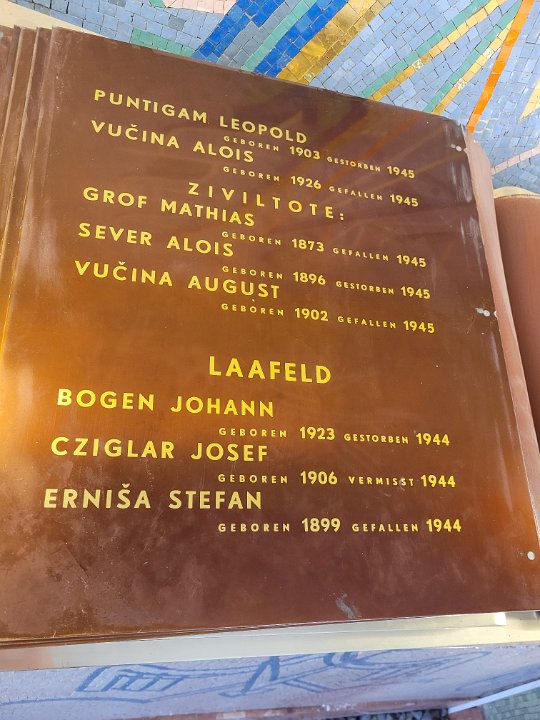 PUNTIGAM LEOPOLD
GEBOREN 1903 GESTORBEN 1945
VUČINA ALOIS
GEBOREN 1926 GEFALLEN 1945
ZIVILTOTE:
GROF MATHIAS
GEBOREN 1873 GEFALLEN 1945
SEVER ALOIS
GEBOREN 1896 GESTORBEN 1945
VUČINA AUGUST
GEBOREN 1902 GEFALLEN 1945
LAAFELD
BOGEN JOHANN
GEBOREN 1923 GESTORBEN 1944
CZIGLAR JOSEF
GEBOREN 1906 VERMISST 1944
ERNIŠA STEFAN
GEBOREN 1899 GEFALLEN 1944